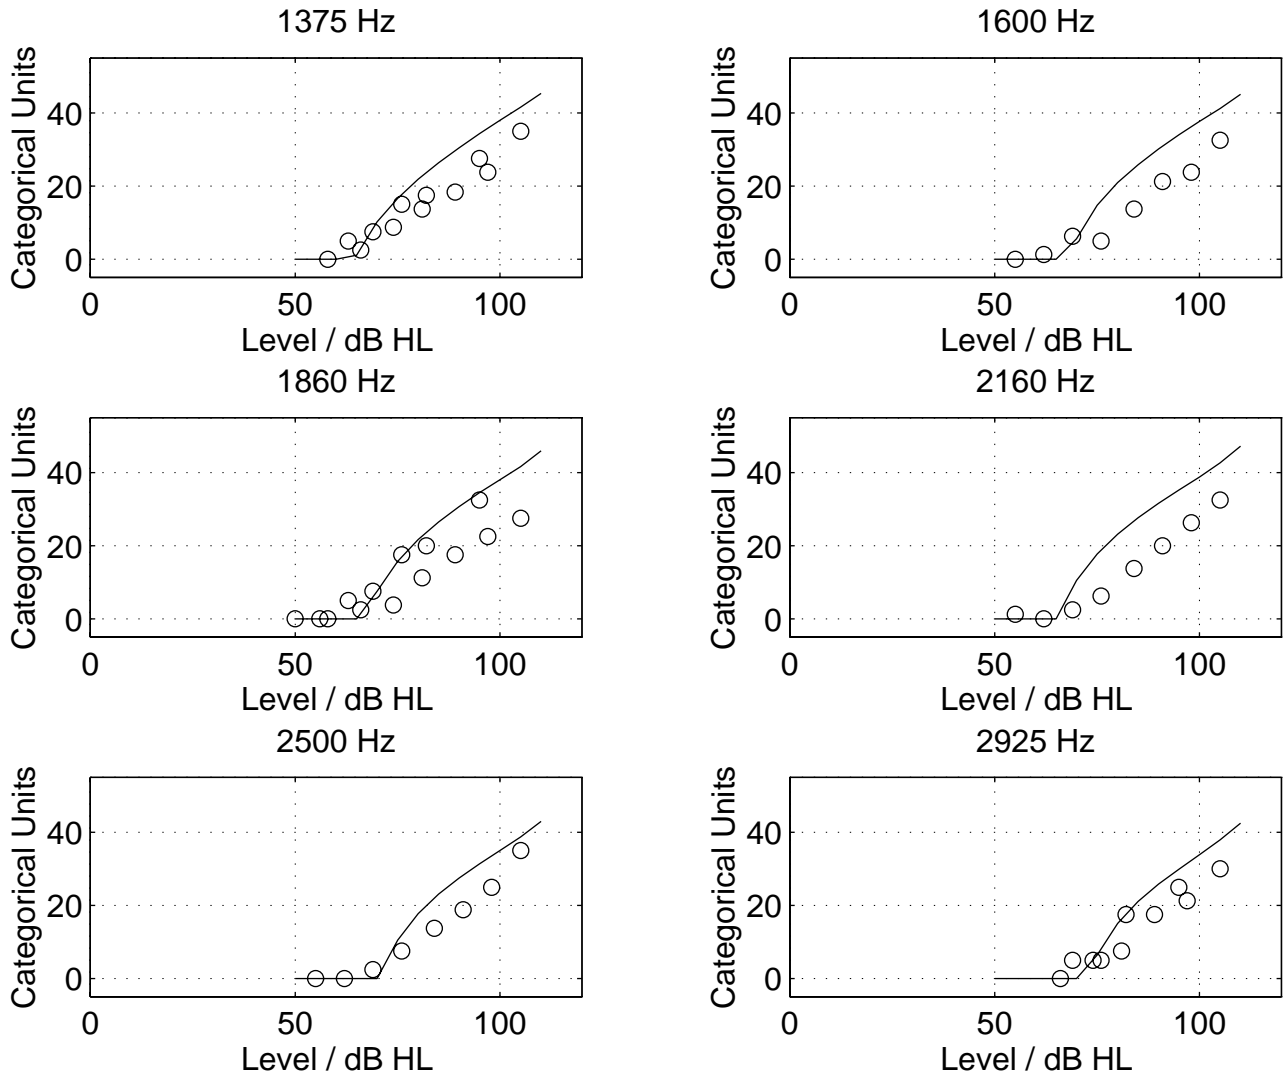 1375 Hz
Categorical Units
40
20
0
0 50 100
Level / dB HL
1600 Hz
Categorical Units
40
20
0
0 50 100
Level / dB HL
1860 Hz
Categorical Units
40
20
0
0 50 100
Level / dB HL
2160 Hz
Categorical Units
40
20
0
0 50 100
Level / dB HL
2500 Hz
Categorical Units
40
20
0
0 50 100
Level / dB HL
2925 Hz
Categorical Units
40
20
0
0 50 100
Level / dB HL